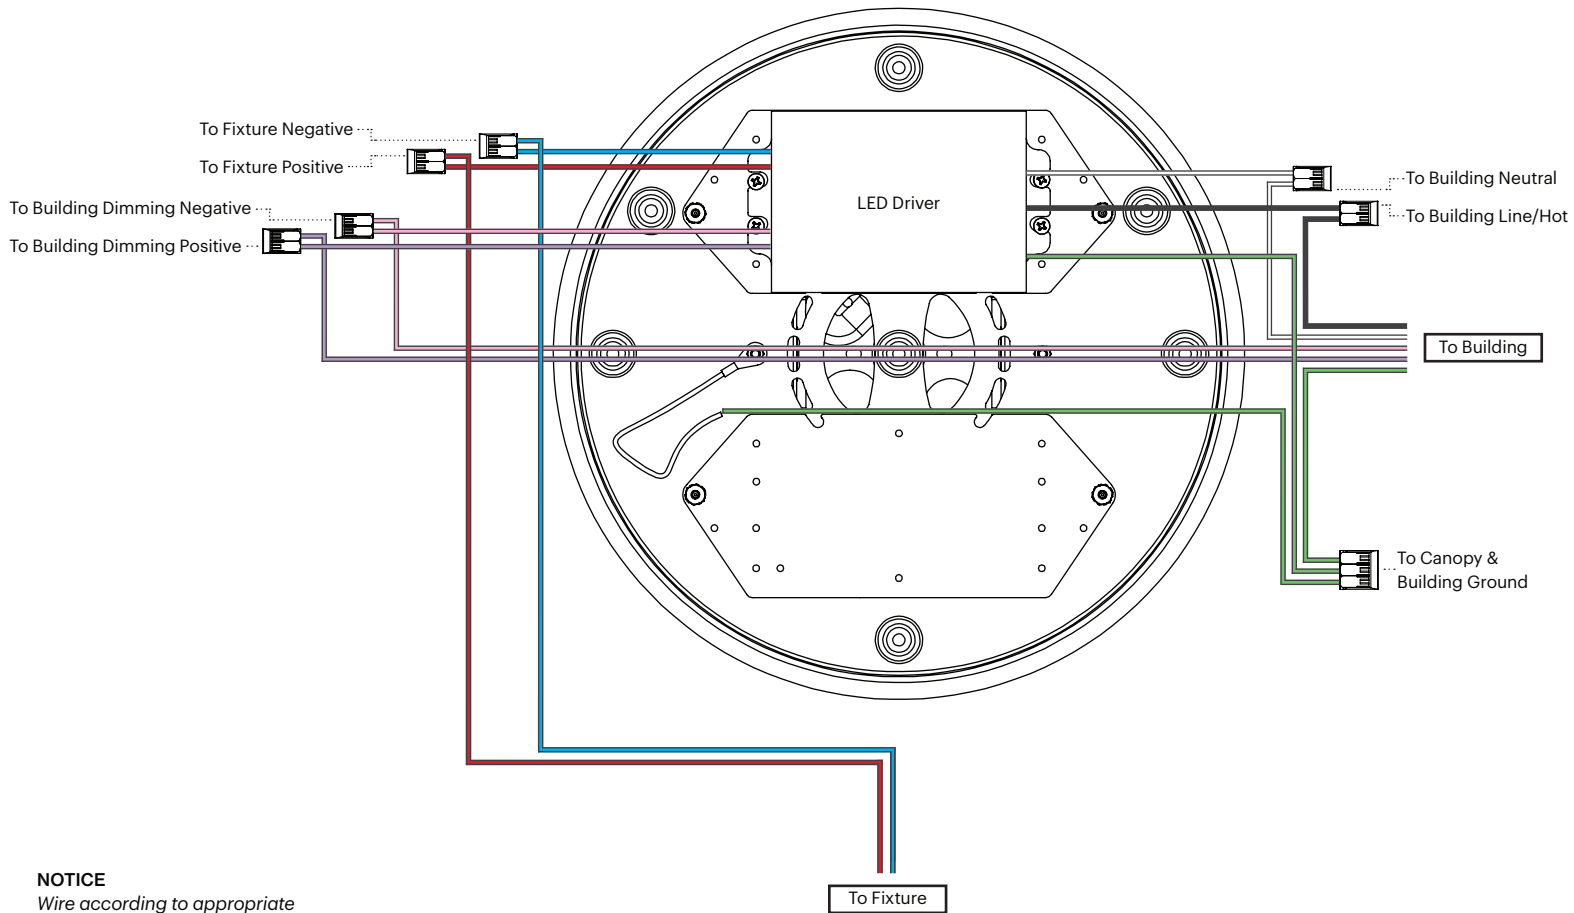 To Fixture Negative
To Fixture Positive
To Building Dimming Negative
To Building Dimming Positive
LED Driver
To Building Neutral
To Building Line/Hot
To Building
To Canopy &
Building Ground
NOTICE
Wire according to appropriate
To Fixture